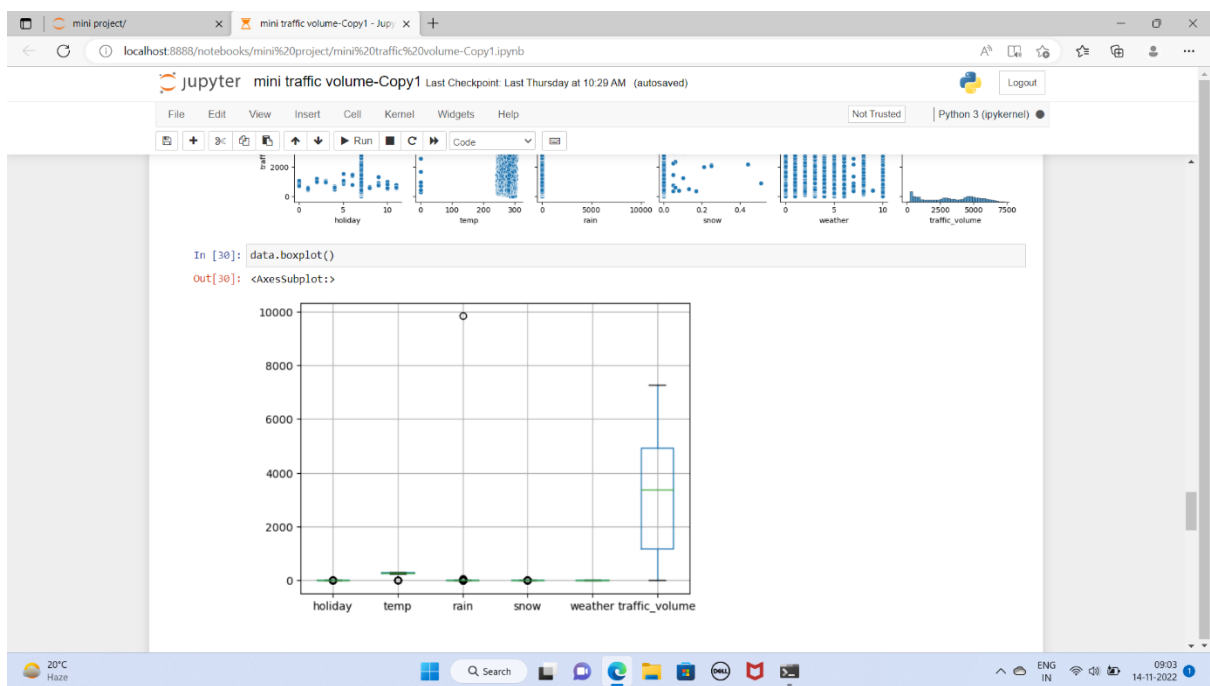 mini project/
mini traffic volume-Copy1 - Jupy
localhost:8888/notebooks/mini%20project/mini%20traffic%20volume-Copy1.ipynb
jupyter mini traffic volume-Copy1 Last Checkpoint: Last Thursday at 10:29 AM (autosaved)
Logout
File Edit View Insert Cell Kernel Widgets Help
Not Trusted
Python 3 (ipykernel)
Run
Code
traff
2000
0
0 5 10
holiday
0 100 200 300
temp
0 5000 10000
rain
0.0 0.2 0.4
snow
0 5 10
weather
0 2500 5000 7500
traffic_volume
In [30]: data.boxplot()
Out[30]: <AxesSubplot:>
10000
8000
6000
4000
2000
0
holiday temp rain snow weather traffic_volume
20°C
Haze
Search
DELL
ENG
IN
09:03
14-11-2022
1